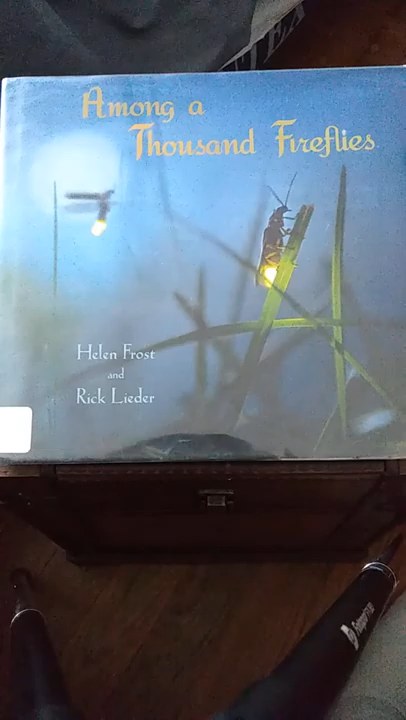 Among a
Thousand Fireflies
Helen Frost
and
Rick Lieder